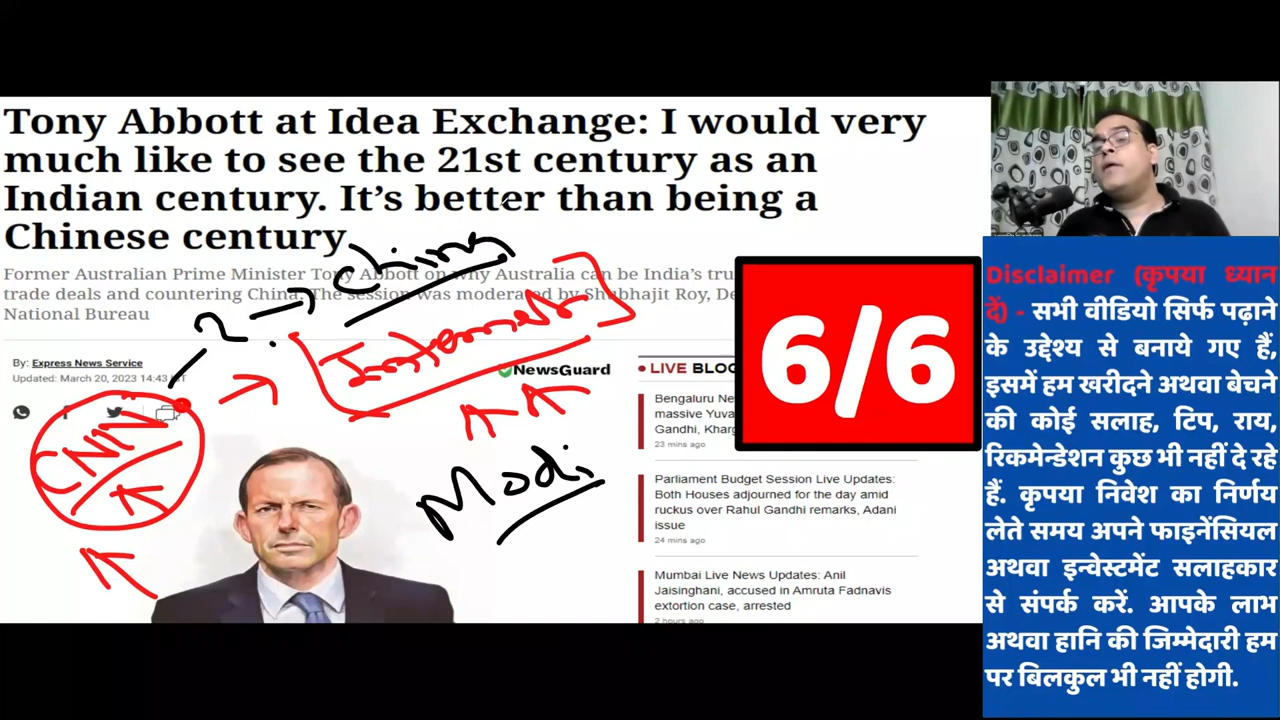 Tony Abbott at Idea Exchange: I would very
much like to see the 21st century as an
Indian century. It’s better than being a
Chinese century
Former Australian Prime Minister Tony Abbott on why Australia can be India’s tru
trade deals and countering China. The session was moderated by Shubhajit Roy, De
National Bureau
2 → China
By: Express News Service
Updated: March 20, 2023 14:43 IST
NewsGuard
CNN
Modi
• LIVE BLOG
Bengaluru Ne
massive Yuva
Gandhi, Kharg
23 mins ago
Parliament Budget Session Live Updates:
Both Houses adjourned for the day amid
ruckus over Rahul Gandhi remarks, Adani
issue
24 mins ago
Mumbai Live News Updates: Anil
Jaisinghani, accused in Amruta Fadnavis
extortion case, arrested
2 hours ago
6/6
Disclaimer (कृपया ध्यान
दें) - सभी वीडियो सिर्फ पढ़ाने
के उद्देश्य से बनाये गए हैं,
इसमें हम खरीदने अथवा बेचने
की कोई सलाह, टिप, राय,
रिकमेन्डेशन कुछ भी नहीं दे रहे
हैं. कृपया निवेश का निर्णय
लेते समय अपने फाइनेंसियल
अथवा इन्वेस्टमेंट सलाहकार
से संपर्क करें. आपके लाभ
अथवा हानि की जिम्मेदारी हम
पर बिलकुल भी नहीं होगी.